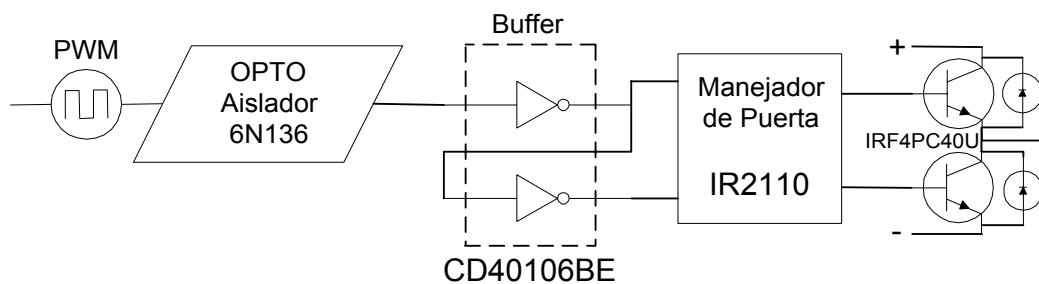 Buffer
PWM
OPTO
Aislador
6N136
Manejador
de Puerta
IR2110
+
IRF4PC40U
-
CD40106BE